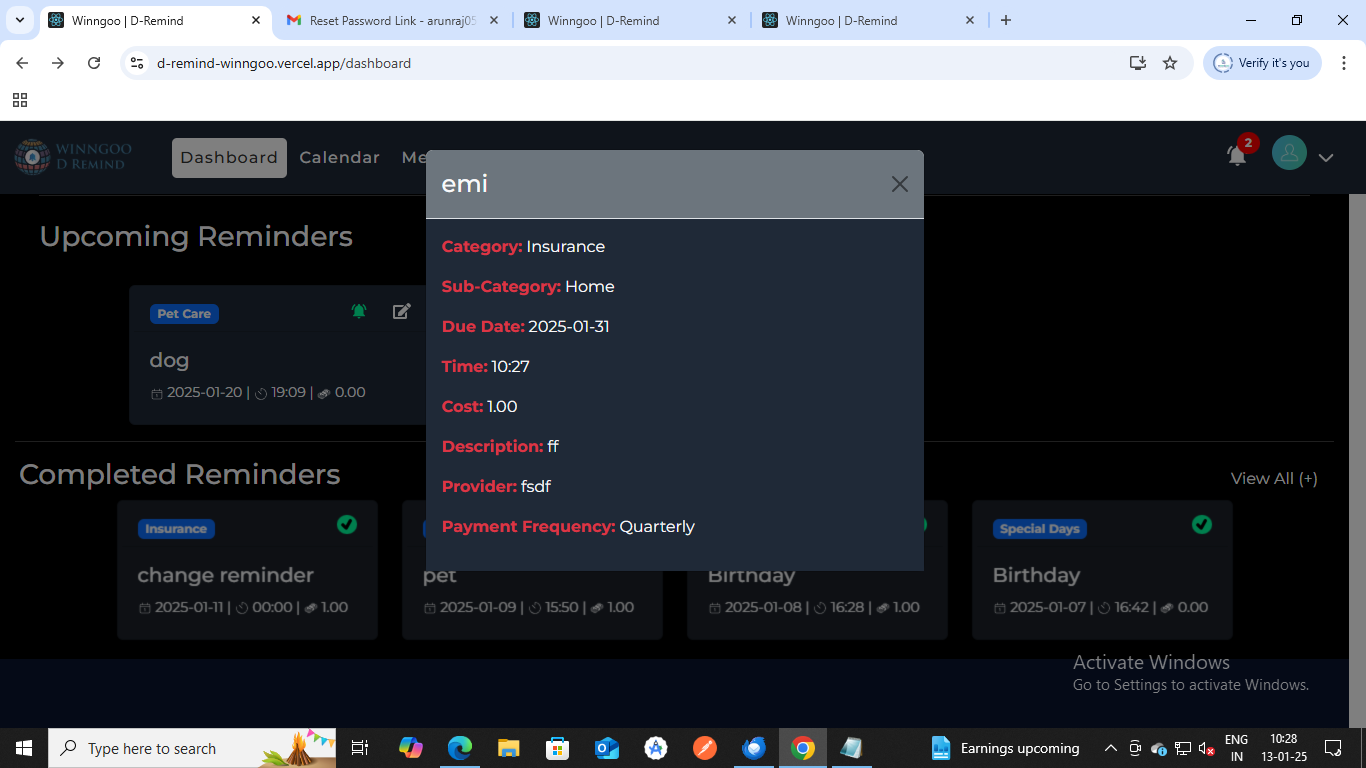 Winngoo | D-Remind
Reset Password Link - arunraj05
Winngoo | D-Remind
Winngoo | D-Remind
d-remind-winngoo.vercel.app/dashboard
Verify it's you
WINNGOO
D REMIND
Dashboard
Calendar
Me
2
emi
Category: Insurance
Sub-Category: Home
Due Date: 2025-01-31
Time: 10:27
Cost: 1.00
Description: ff
Provider: fsdf
Payment Frequency: Quarterly
Upcoming Reminders
Pet Care
dog
2025-01-20 | 19:09 | 0.00
Completed Reminders
View All (+)
Insurance
change reminder
2025-01-11 | 00:00 | 1.00
pet
2025-01-09 | 15:50 | 1.00
Birthday
2025-01-08 | 16:28 | 1.00
Special Days
Birthday
2025-01-07 | 16:42 | 0.00
Activate Windows
Go to Settings to activate Windows.
Type here to search
Earnings upcoming
ENG
IN
10:28
13-01-25